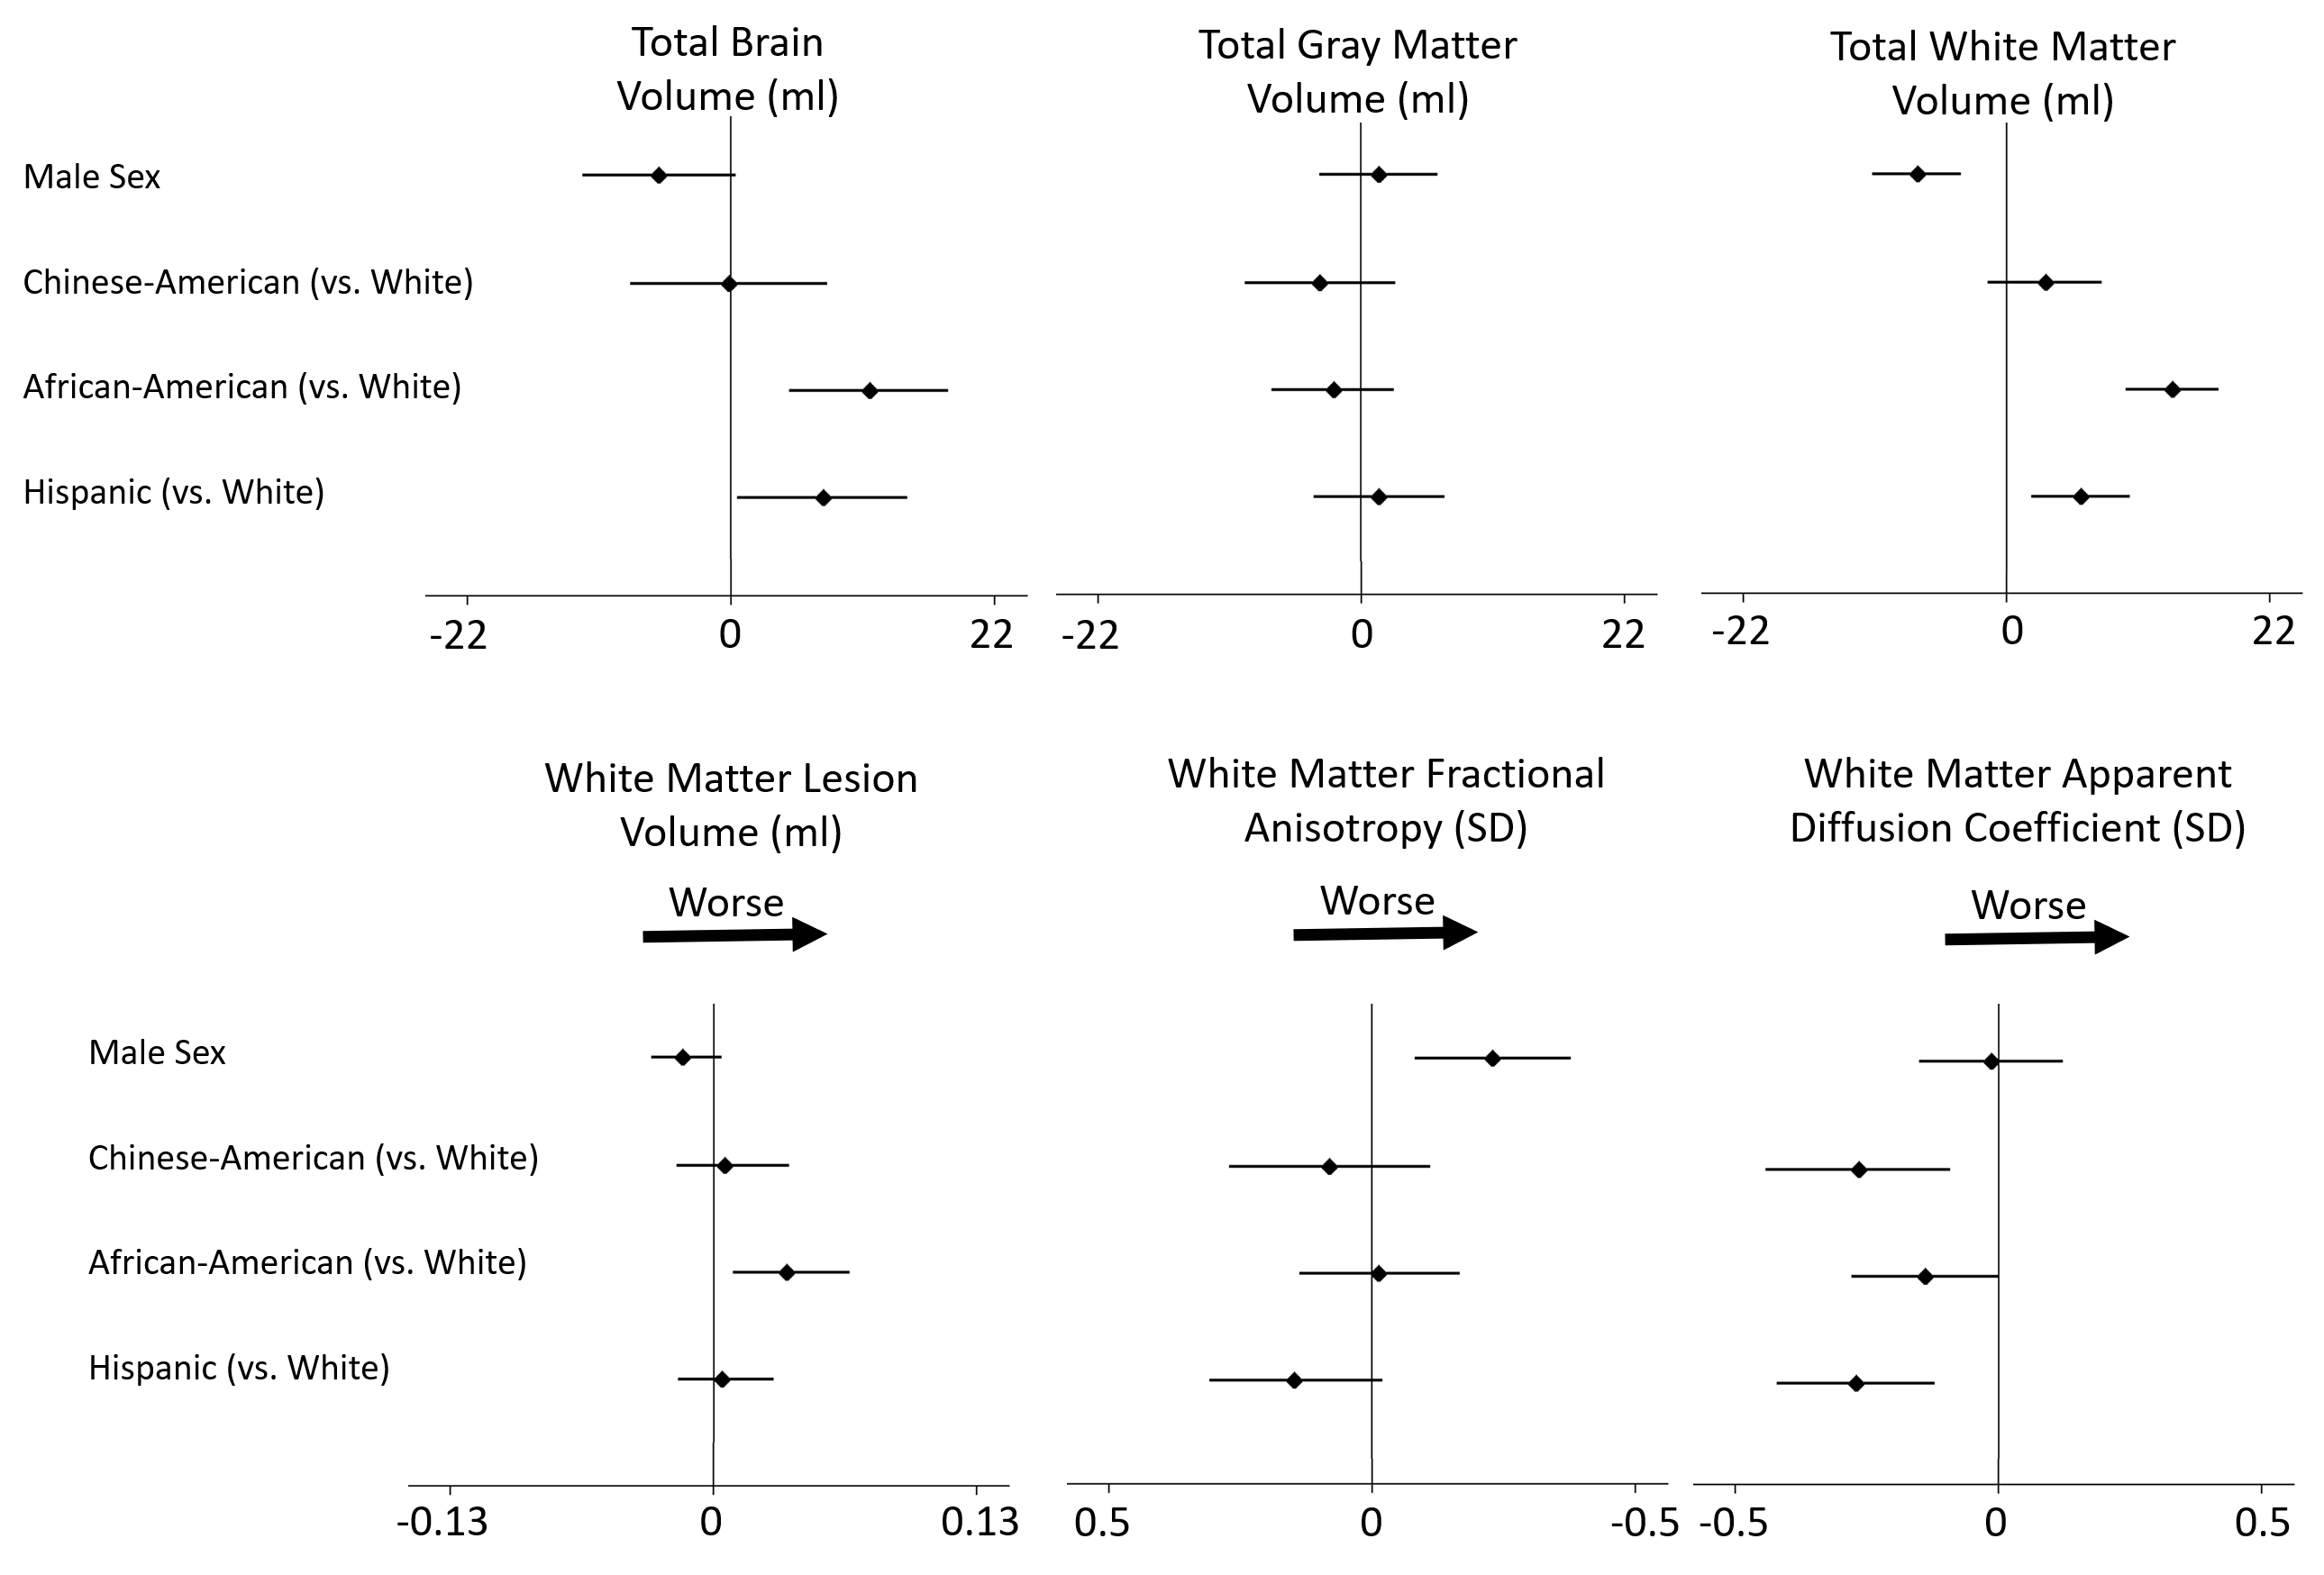 Total Brain
Volume (ml)
Total Gray Matter
Volume (ml)
Total White Matter
Volume (ml)
Male Sex
Chinese-American (vs. White)
African-American (vs. White)
Hispanic (vs. White)
-22 0 22
-22 0 22
-22 0 22
White Matter Lesion
Volume (ml)
Worse
White Matter Fractional
Anisotropy (SD)
Worse
White Matter Apparent
Diffusion Coefficient (SD)
Worse
Male Sex
Chinese-American (vs. White)
African-American (vs. White)
Hispanic (vs. White)
-0.13 0 0.13
0.5 0 -0.5
-0.5 0 0.5